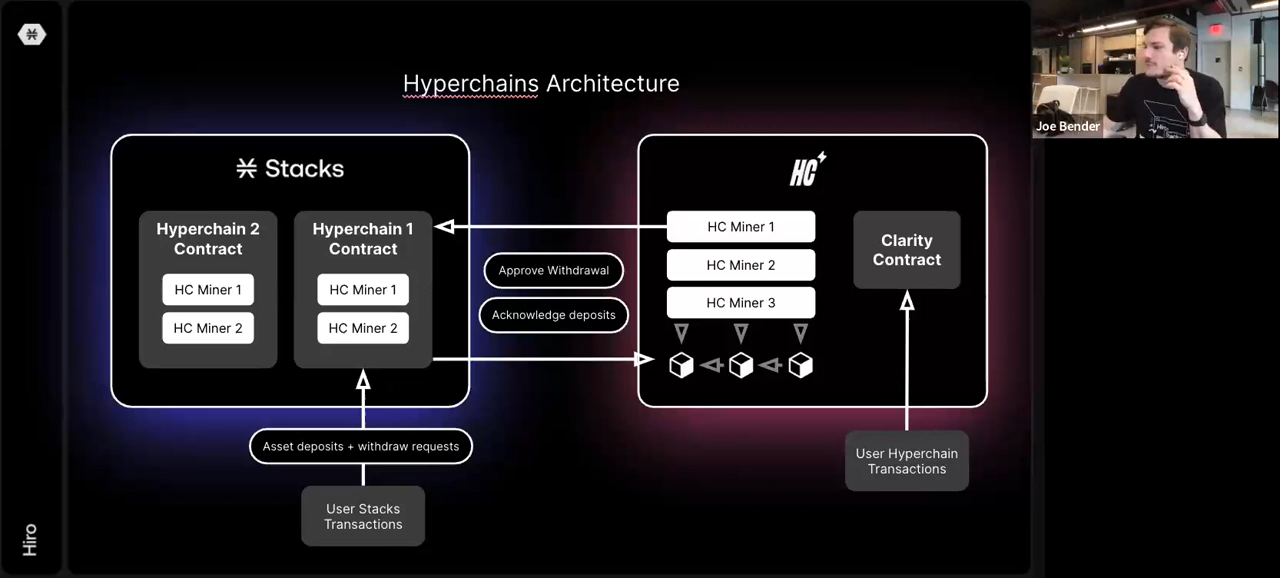 Hyperchains Architecture
Stacks
Hyperchain 2
Contract
HC Miner 1
HC Miner 2
Hyperchain 1
Contract
HC Miner 1
HC Miner 2
Approve Withdrawal
Acknowledge deposits
HC
HC Miner 1
HC Miner 2
HC Miner 3
Clarity
Contract
Asset deposits + withdraw requests
User Stacks
Transactions
User Hyperchain
Transactions
Hiro
Joe Bender